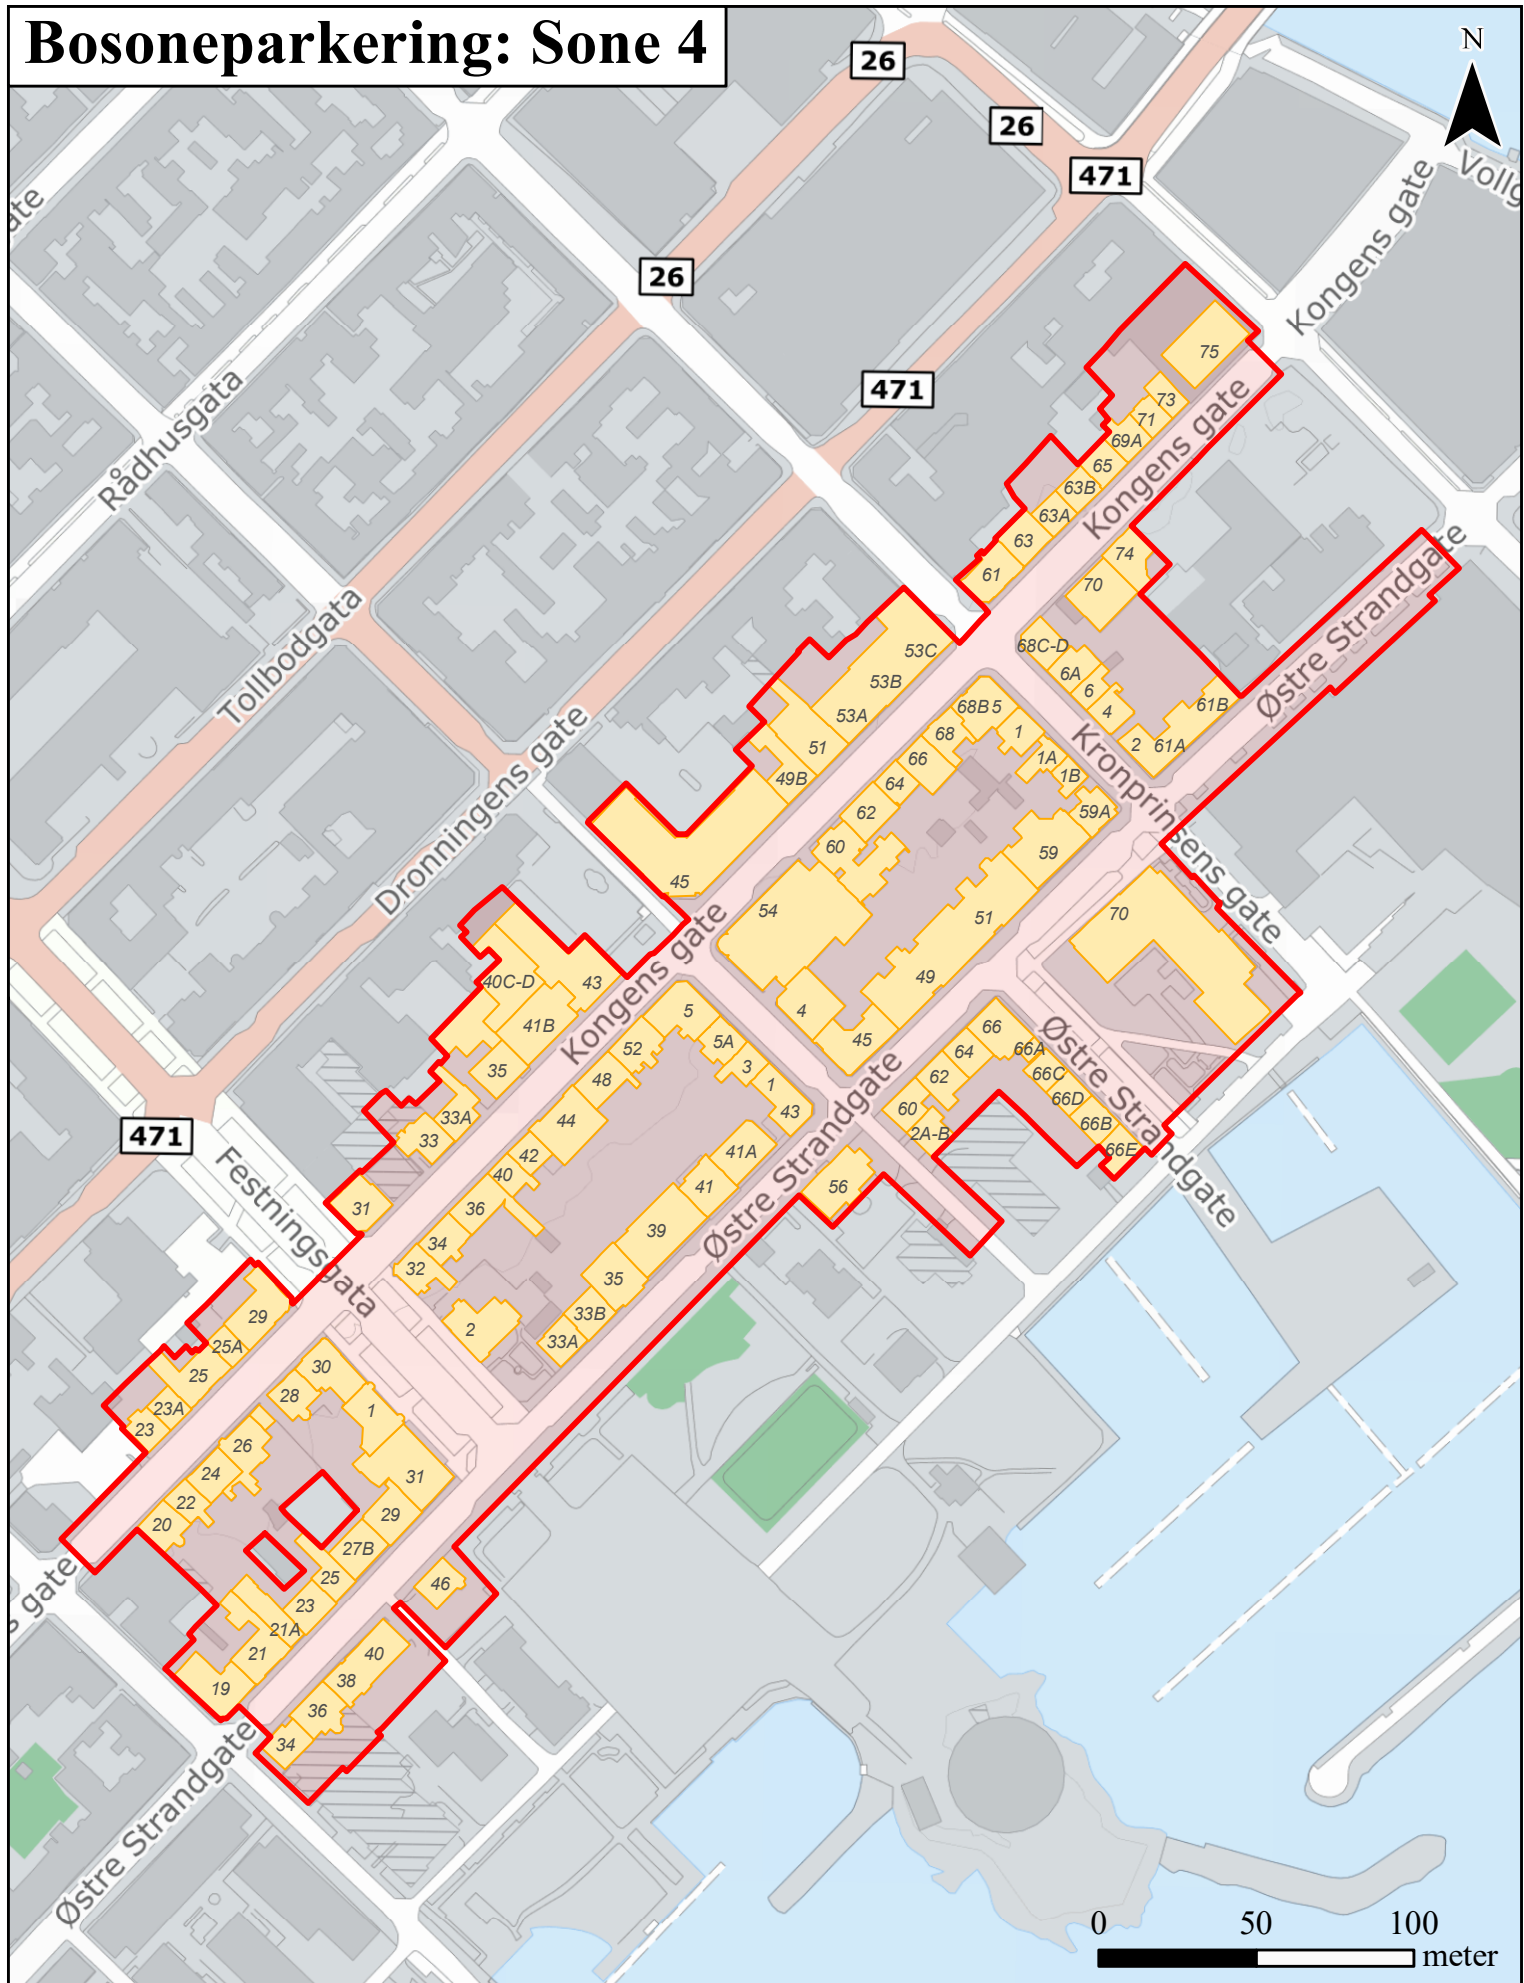 Bosoneparkering: Sone 4
N
26
26
471
Vollg
ate
Kongens gate
26
471
75
Rådhusgata
73
71
69A
65
63B
63A
63
61
Kongens gate
74
70
Østre Strandgate
Tollbodgata
53C
53B
53A
51
49B
45
68C-D
6A
6
4
2
61A
61B
68B
5
1
1A
1B
59A
68
66
64
62
60
59
54
51
49
4
45
Kronprinsens gate
70
Dronningens gate
Kongens gate
40C-D
43
41B
35
33A
33
31
5
5A
3
1
43
52
48
44
42
40
36
34
32
2
41A
41
39
35
33B
33A
66
66A
66C
66D
66B
66E
64
62
60
2A-B
56
Østre Strandgate
Østre Strandgate
471
Festningsgata
29
25A
25
23A
23
30
28
1
31
26
24
22
20
29
27B
25
23
21A
21
19
46
40
38
36
34
s gate
Østre Strandgate
0 50 100
meter